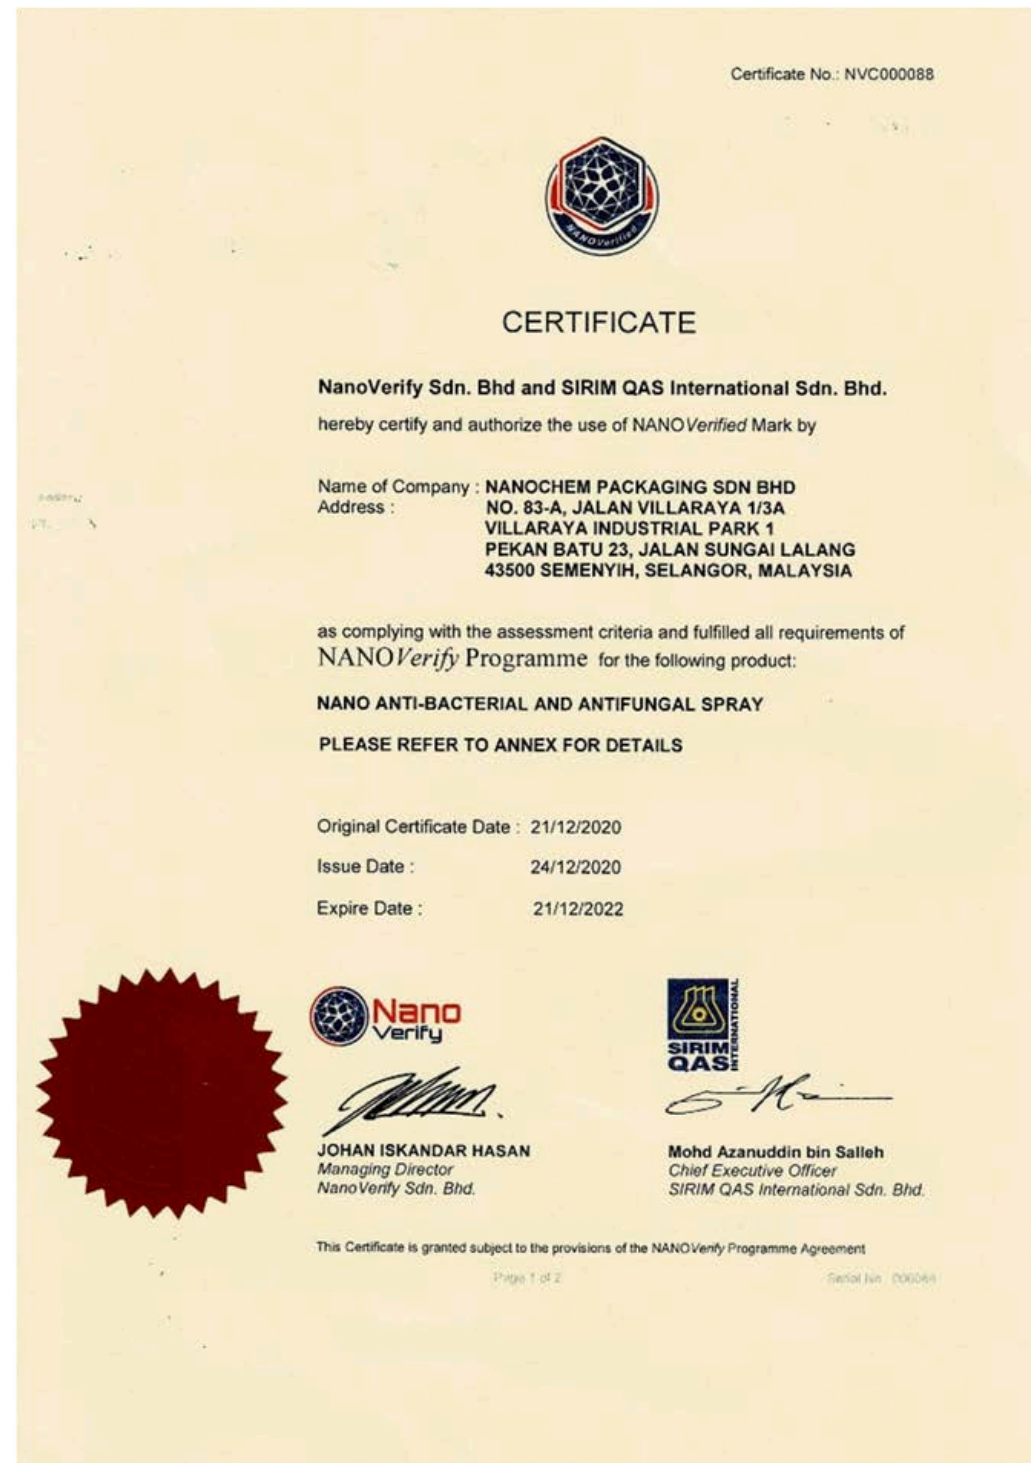 Certificate No.: NVC000088
NANOVerified
CERTIFICATE
NanoVerify Sdn. Bhd and SIRIM QAS International Sdn. Bhd.
hereby certify and authorize the use of NANOVerified Mark by
Name of Company : NANOCHEM PACKAGING SDN BHD
Address : NO. 83-A, JALAN VILLARAYA 1/3A
VILLARAYA INDUSTRIAL PARK 1
PEKAN BATU 23, JALAN SUNGAI LALANG
43500 SEMENYIH, SELANGOR, MALAYSIA
as complying with the assessment criteria and fulfilled all requirements of
NANOVerify Programme for the following product:
NANO ANTI-BACTERIAL AND ANTIFUNGAL SPRAY
PLEASE REFER TO ANNEX FOR DETAILS
Original Certificate Date : 21/12/2020
Issue Date : 24/12/2020
Expire Date : 21/12/2022
Nano
Verify
SIRIM
QAS
INTERNATIONAL
JOHAN ISKANDAR HASAN
Managing Director
NanoVerify Sdn. Bhd.
Mohd Azanuddin bin Salleh
Chief Executive Officer
SIRIM QAS International Sdn. Bhd.
This Certificate is granted subject to the provisions of the NANOVerify Programme Agreement
Page 1 of 2
Serial No